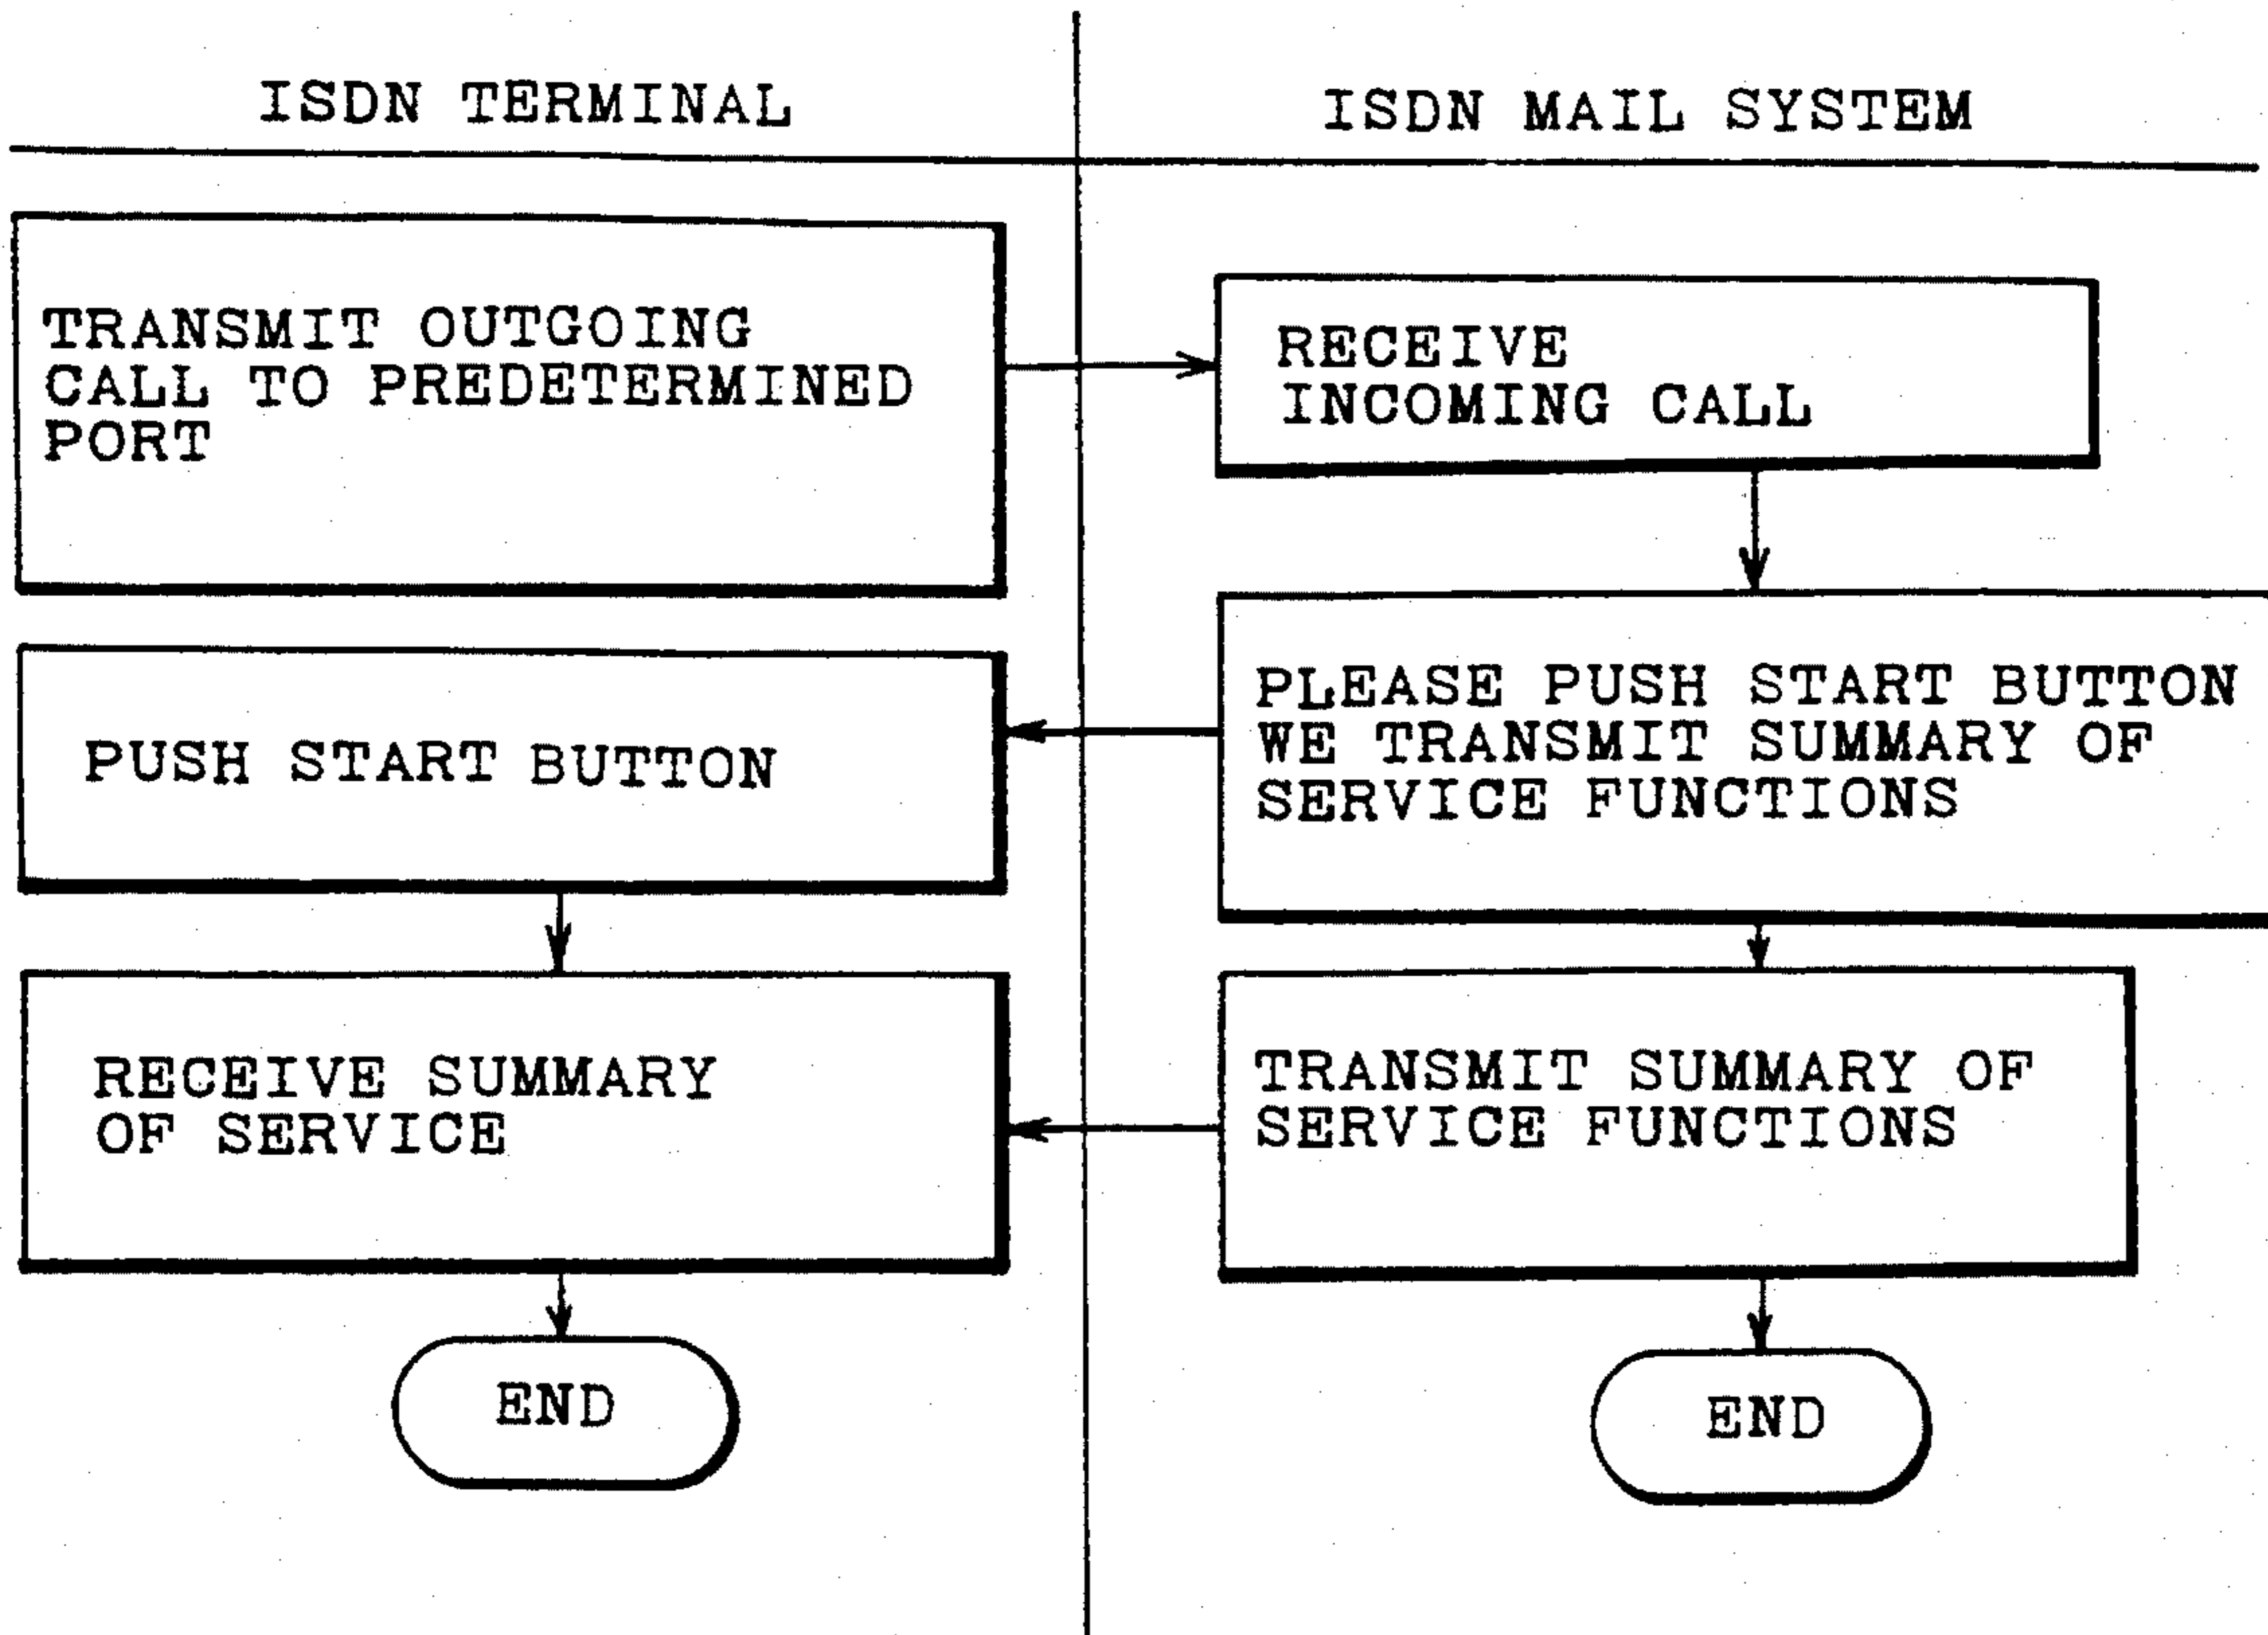 ISDN TERMINAL
ISDN MAIL SYSTEM
TRANSMIT OUTGOING
CALL TO PREDETERMINED
PORT
RECEIVE
INCOMING CALL
PLEASE PUSH START BUTTON
WE TRANSMIT SUMMARY OF
SERVICE FUNCTIONS
PUSH START BUTTON
RECEIVE SUMMARY
OF SERVICE
TRANSMIT SUMMARY OF
SERVICE FUNCTIONS
END
END